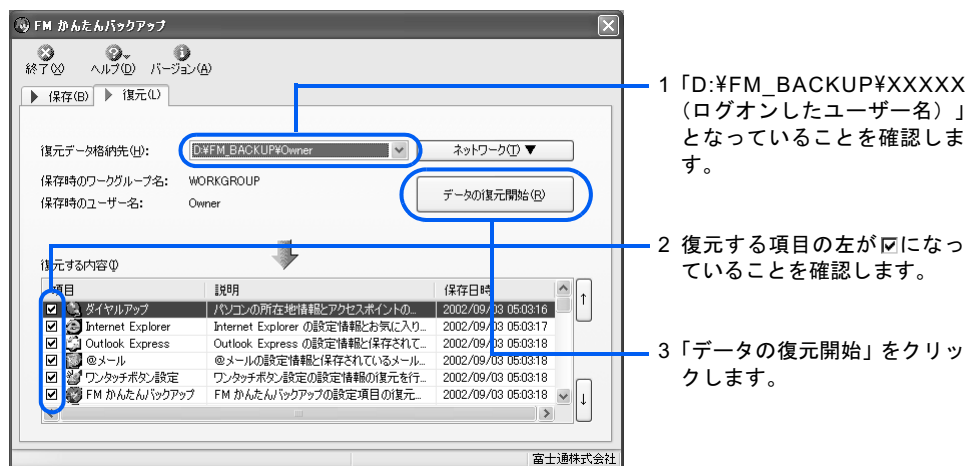 FM かんたんバックアップ
終了(X) ヘルプ(D) バージョン(A)
保存(B) 復元(L)
復元データ格納先(H): D:¥FM_BACKUP¥Owner ネットワーク(T) ▼
保存時のワークグループ名: WORKGROUP
保存時のユーザー名: Owner
データの復元開始(R)
復元する内容(I)
項目 説明 保存日時
ダイヤルアップ パソコンの所在地情報とアクセスポイントの... 2002/09/03 05:03:16
Internet Explorer Internet Explorer の設定情報とお気に入り... 2002/09/03 05:03:17
Outlook Express Outlook Express の設定情報と保存されて... 2002/09/03 05:03:18
@メール @メールの設定情報と保存されているメール... 2002/09/03 05:03:18
ワンタッチボタン設定 ワンタッチボタン設定の設定情報の復元を行... 2002/09/03 05:03:18
FM かんたんバックアップ FM かんたんバックアップの設定項目の復元... 2002/09/03 05:03:18
↑
↓
富士通株式会社
1 「D:¥FM_BACKUP¥XXXXX
（ログオンしたユーザー名）」
となっていることを確認しま
す。
2 復元する項目の左が☑になっ
ていることを確認します。
3 「データの復元開始」をクリッ
クします。